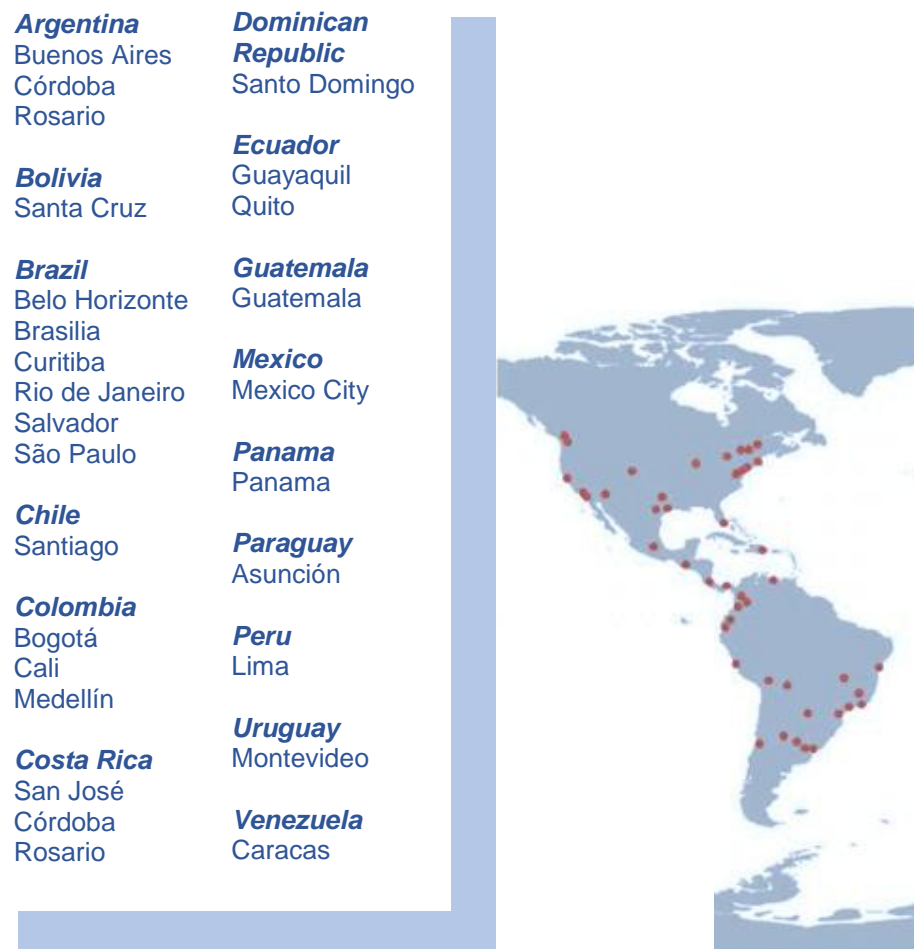 Argentina
Buenos Aires
Córdoba
Rosario
Bolivia
Santa Cruz
Brazil
Belo Horizonte
Brasilia
Curitiba
Rio de Janeiro
Salvador
São Paulo
Chile
Santiago
Colombia
Bogotá
Cali
Medellín
Costa Rica
San José
Córdoba
Rosario
Dominican
Republic
Santo Domingo
Ecuador
Guayaquil
Quito
Guatemala
Guatemala
Mexico
Mexico City
Panama
Panama
Paraguay
Asunción
Peru
Lima
Uruguay
Montevideo
Venezuela
Caracas